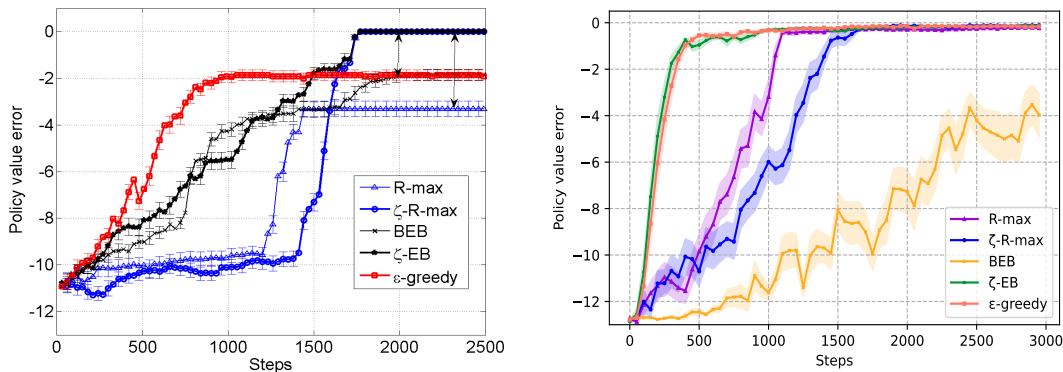 Policy value error
0
−2
−4
−6
−8
−10
−12
0 500 1000 1500 2000 2500
Steps
R-max
ζ-R-max
BEB
ζ-EB
ε-greedy
Policy value error
0
−2
−4
−6
−8
−10
−12
0 500 1000 1500 2000 2500 3000
Steps
R-max
ζ-R-max
BEB
ζ-EB
ε-greedy